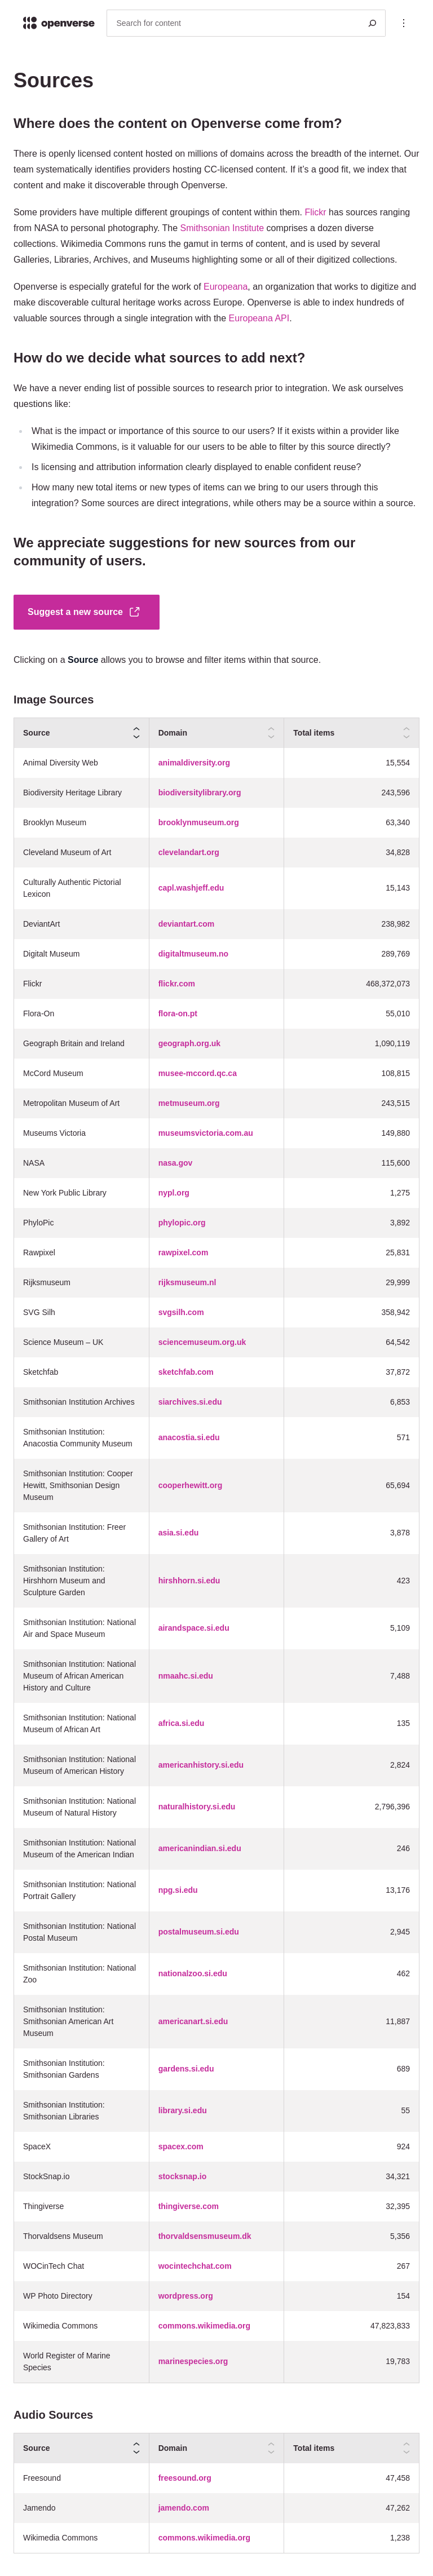 openverse
Search for content
Sources
Where does the content on Openverse come from?
There is openly licensed content hosted on millions of domains across the breadth of the internet. Our
team systematically identifies providers hosting CC-licensed content. If it's a good fit, we index that
content and make it discoverable through Openverse.
Some providers have multiple different groupings of content within them. Flickr has sources ranging
from NASA to personal photography. The Smithsonian Institute comprises a dozen diverse
collections. Wikimedia Commons runs the gamut in terms of content, and is used by several
Galleries, Libraries, Archives, and Museums highlighting some or all of their digitized collections.
Openverse is especially grateful for the work of Europeana, an organization that works to digitize and
make discoverable cultural heritage works across Europe. Openverse is able to index hundreds of
valuable sources through a single integration with the Europeana API.
How do we decide what sources to add next?
We have a never ending list of possible sources to research prior to integration. We ask ourselves
questions like:
What is the impact or importance of this source to our users? If it exists within a provider like
Wikimedia Commons, is it valuable for our users to be able to filter by this source directly?
Is licensing and attribution information clearly displayed to enable confident reuse?
How many new total items or new types of items can we bring to our users through this
integration? Some sources are direct integrations, while others may be a source within a source.
We appreciate suggestions for new sources from our
community of users.
Suggest a new source
Clicking on a Source allows you to browse and filter items within that source.
Image Sources
Source Domain Total items
Animal Diversity Web animaldiversity.org 15,554
Biodiversity Heritage Library biodiversitylibrary.org 243,596
Brooklyn Museum brooklynmuseum.org 63,340
Cleveland Museum of Art clevelandart.org 34,828
Culturally Authentic Pictorial
Lexicon capl.washjeff.edu 15,143
DeviantArt deviantart.com 238,982
Digitalt Museum digitaltmuseum.no 289,769
Flickr flickr.com 468,372,073
Flora-On flora-on.pt 55,010
Geograph Britain and Ireland geograph.org.uk 1,090,119
McCord Museum musee-mccord.qc.ca 108,815
Metropolitan Museum of Art metmuseum.org 243,515
Museums Victoria museumsvictoria.com.au 149,880
NASA nasa.gov 115,600
New York Public Library nypl.org 1,275
PhyloPic phylopic.org 3,892
Rawpixel rawpixel.com 25,831
Rijksmuseum rijksmuseum.nl 29,999
SVG Silh svgsilh.com 358,942
Science Museum – UK sciencemuseum.org.uk 64,542
Sketchfab sketchfab.com 37,872
Smithsonian Institution Archives siarchives.si.edu 6,853
Smithsonian Institution:
Anacostia Community Museum anacostia.si.edu 571
Smithsonian Institution: Cooper
Hewitt, Smithsonian Design
Museum cooperhewitt.org 65,694
Smithsonian Institution: Freer
Gallery of Art asia.si.edu 3,878
Smithsonian Institution:
Hirshhorn Museum and
Sculpture Garden hirshhorn.si.edu 423
Smithsonian Institution: National
Air and Space Museum airandspace.si.edu 5,109
Smithsonian Institution: National
Museum of African American
History and Culture nmaahc.si.edu 7,488
Smithsonian Institution: National
Museum of African Art africa.si.edu 135
Smithsonian Institution: National
Museum of American History americanhistory.si.edu 2,824
Smithsonian Institution: National
Museum of Natural History naturalhistory.si.edu 2,796,396
Smithsonian Institution: National
Museum of the American Indian americanindian.si.edu 246
Smithsonian Institution: National
Portrait Gallery npg.si.edu 13,176
Smithsonian Institution: National
Postal Museum postalmuseum.si.edu 2,945
Smithsonian Institution: National
Zoo nationalzoo.si.edu 462
Smithsonian Institution:
Smithsonian American Art
Museum americanart.si.edu 11,887
Smithsonian Institution:
Smithsonian Gardens gardens.si.edu 689
Smithsonian Institution:
Smithsonian Libraries library.si.edu 55
SpaceX spacex.com 924
StockSnap.io stocksnap.io 34,321
Thingiverse thingiverse.com 32,395
Thorvaldsens Museum thorvaldsensmuseum.dk 5,356
WOCinTech Chat wocintechchat.com 267
WP Photo Directory wordpress.org 154
Wikimedia Commons commons.wikimedia.org 47,823,833
World Register of Marine
Species marinespecies.org 19,783
Audio Sources
Source Domain Total items
Freesound freesound.org 47,458
Jamendo jamendo.com 47,262
Wikimedia Commons commons.wikimedia.org 1,238